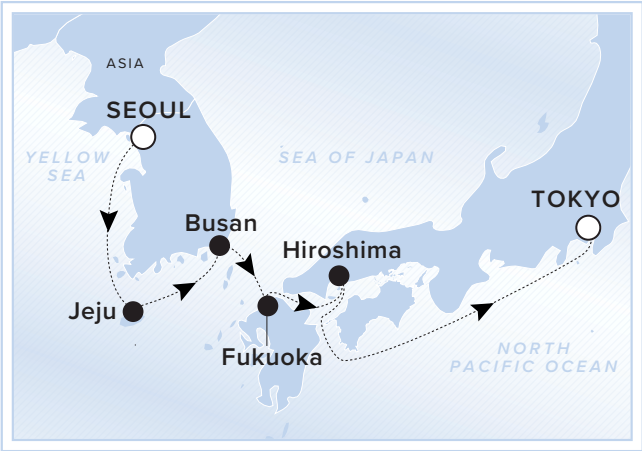 ASIA
SEOUL
YELLOW
SEA
SEA OF JAPAN
TOKYO
Busan
Hiroshima
Jeju
Fukuoka
NORTH
PACIFIC OCEAN